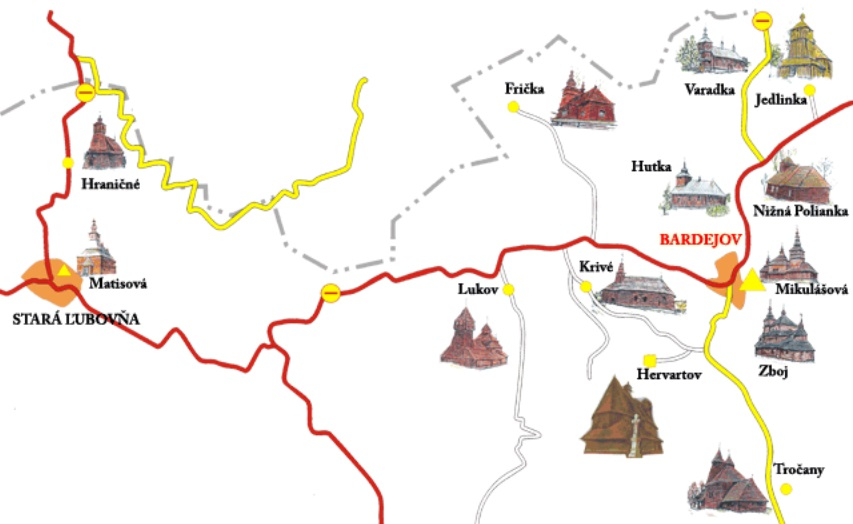 Frička
Varadka
Jedlinka
Hraničné
Hutka
Nižná Polianka
BARDEJOV
Matisová
Krivé
Lukov
Mikulášová
STARÁ ĽUBOVŇA
Zboj
Hervartov
Tročany